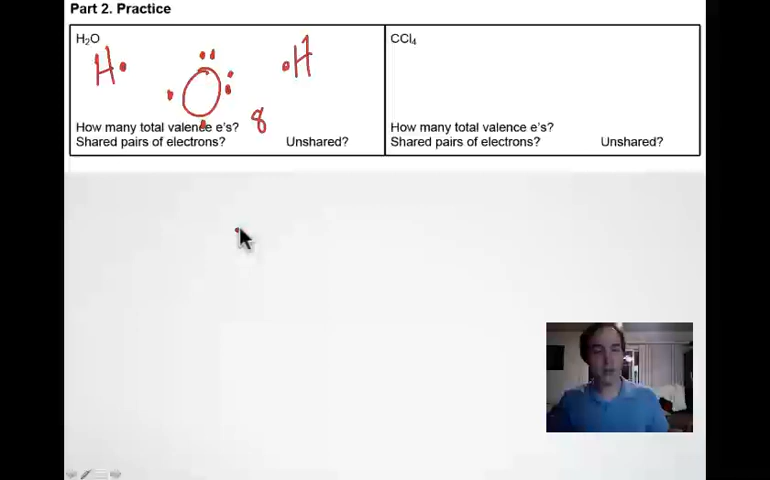 Part 2. Practice
H₂O
H O H
How many total valence e's? 8
Shared pairs of electrons? Unshared?
CCl₄
How many total valence e's?
Shared pairs of electrons? Unshared?